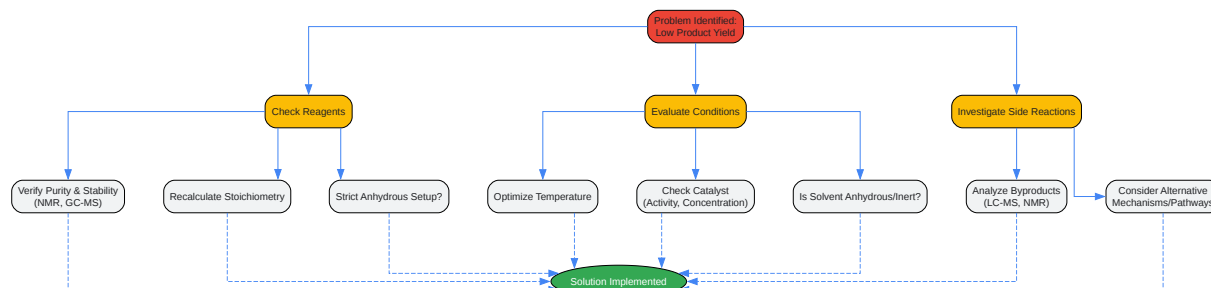 Problem Identified:
Low Product Yield
Check Reagents
Evaluate Conditions
Investigate Side Reactions
Verify Purity & Stability
(NMR, GC-MS)
Recalculate Stoichiometry
Strict Anhydrous Setup?
Optimize Temperature
Check Catalyst
(Activity, Concentration)
Is Solvent Anhydrous/Inert?
Analyze Byproducts
(LC-MS, NMR)
Consider Alternative
Mechanisms/Pathways
Solution Implemented